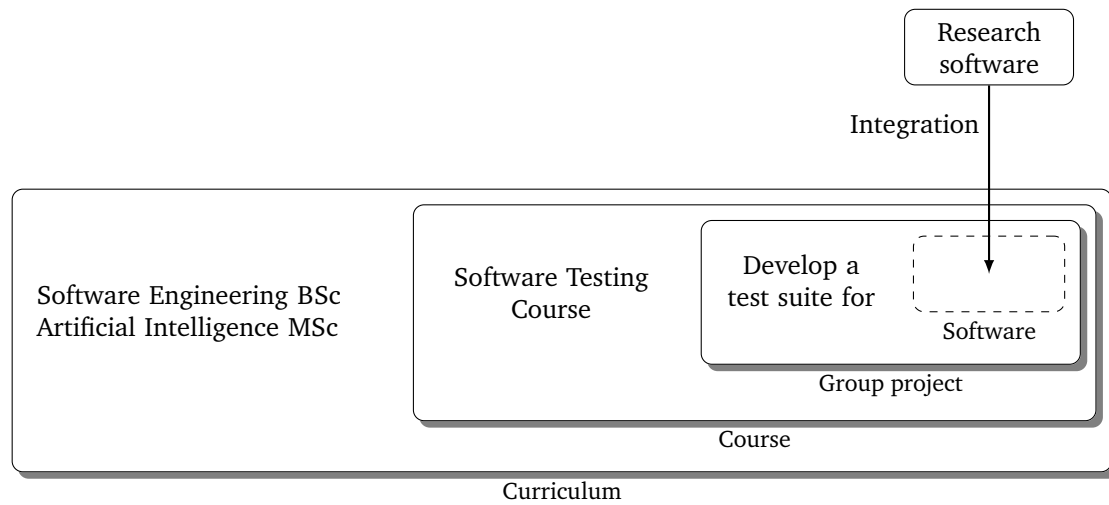 Research
software
Integration
Software Engineering BSc
Artificial Intelligence MSc
Software Testing
Course
Develop a
test suite for
Software
Group project
Course
Curriculum